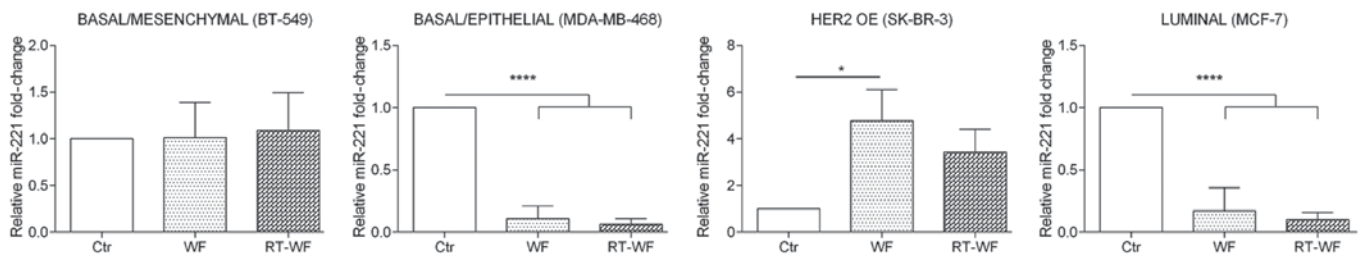 BASAL/MESENCHYMAL (BT-549)
Relative miR-221 fold-change
2.0
1.5
1.0
0.5
0.0
Ctr WF RT-WF
BASAL/EPITHELIAL (MDA-MB-468)
Relative miR-221 fold-change
1.5
1.0
0.5
0.0
****
Ctr WF RT-WF
HER2 OE (SK-BR-3)
Relative miR-221 fold-change
8
6
4
2
0
*
Ctr WF RT-WF
LUMINAL (MCF-7)
Relative miR-221 fold change
1.5
1.0
0.5
0.0
****
Ctr WF RT-WF